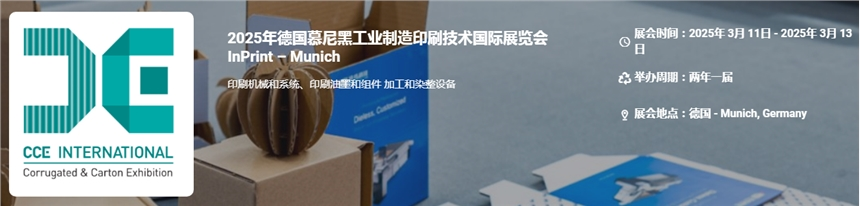 CCE INTERNATIONAL
Corrugated & Carton Exhibition
2025年德国慕尼黑工业制造印刷技术国际展览会
InPrint – Munich
印刷机械和系统、印刷油墨和组件 加工和染整设备
展会时间：2025年 3月 11日 - 2025年 3月 13
日
举办周期：两年一届
展会地点：德国 - Munich, Germany
Dieless, Customized